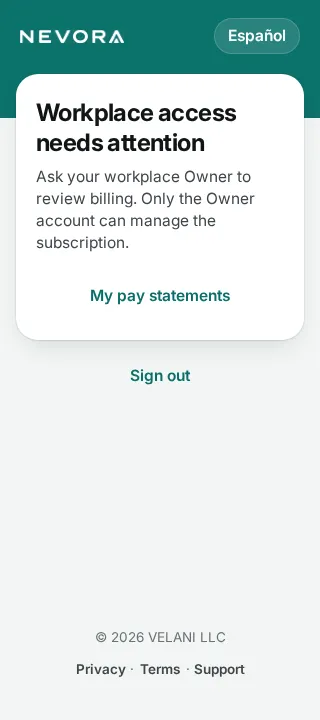 NEVORA
Español
Workplace access
needs attention
Ask your workplace Owner to
review billing. Only the Owner
account can manage the
subscription.
My pay statements
Sign out
© 2026 VELANI LLC
Privacy · Terms · Support